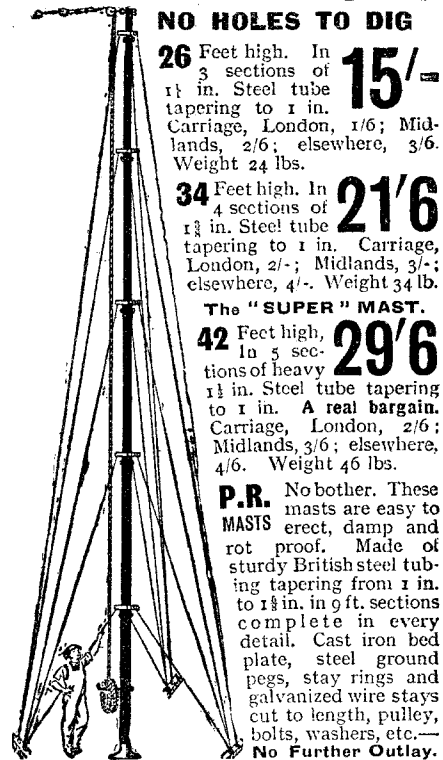 NO HOLES TO DIG
26 Feet high. In 15/-
3 sections of
in. Steel tube
tapering to 1 in.
Carriage, London, 1/6; Mid-
lands, 2/6; elsewhere, 3/6.
Weight 24 lbs.
34 Feet high. In 21'6
4 sections of
in. Steel tube
tapering to 1 in. Carriage,
London, 2/-; Midlands, 3/-;
elsewhere, 4/-. Weight 34 lb.
The "SUPER" MAST.
42 Feet high, 29'6
In 5 sec-
tions of heavy
in. Steel tube tapering
to 1 in. A real bargain.
Carriage, London, 2/6;
Midlands, 3/6; elsewhere,
4/6. Weight 46 lbs.
P.R. No bother. These
MASTS masts are easy to
erect, damp and
rot proof. Made of
sturdy British steel tub-
ing tapering from 1 in.
to in. in 9 ft. sections
complete in every
detail. Cast iron bed
plate, steel ground
pegs, stay rings and
galvanized wire stays
cut to length, pulley,
bolts, washers, etc.—
No Further Outlay.